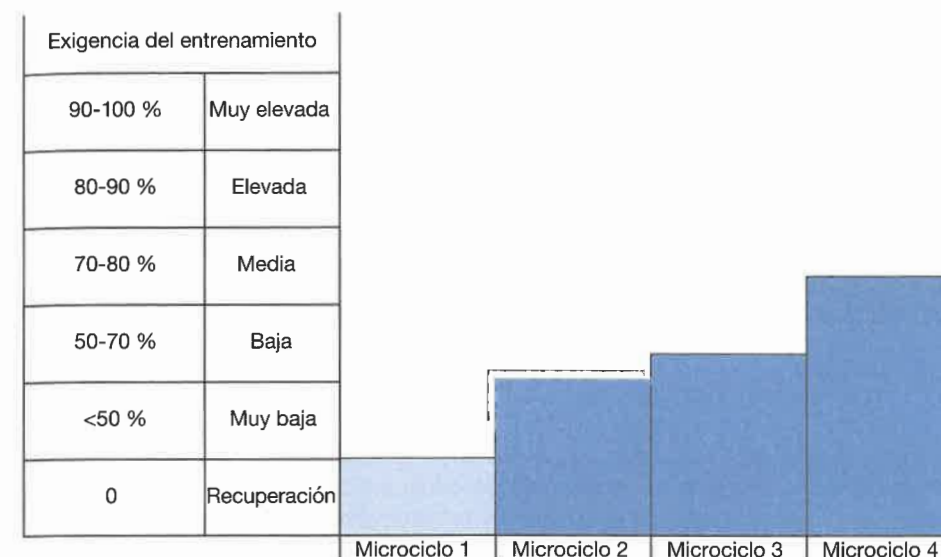 Exigencia del entrenamiento
90-100 % Muy elevada
80-90 % Elevada
70-80 % Media
50-70 % Baja
<50 % Muy baja
0 Recuperación
Microciclo 1 Microciclo 2 Microciclo 3 Microciclo 4